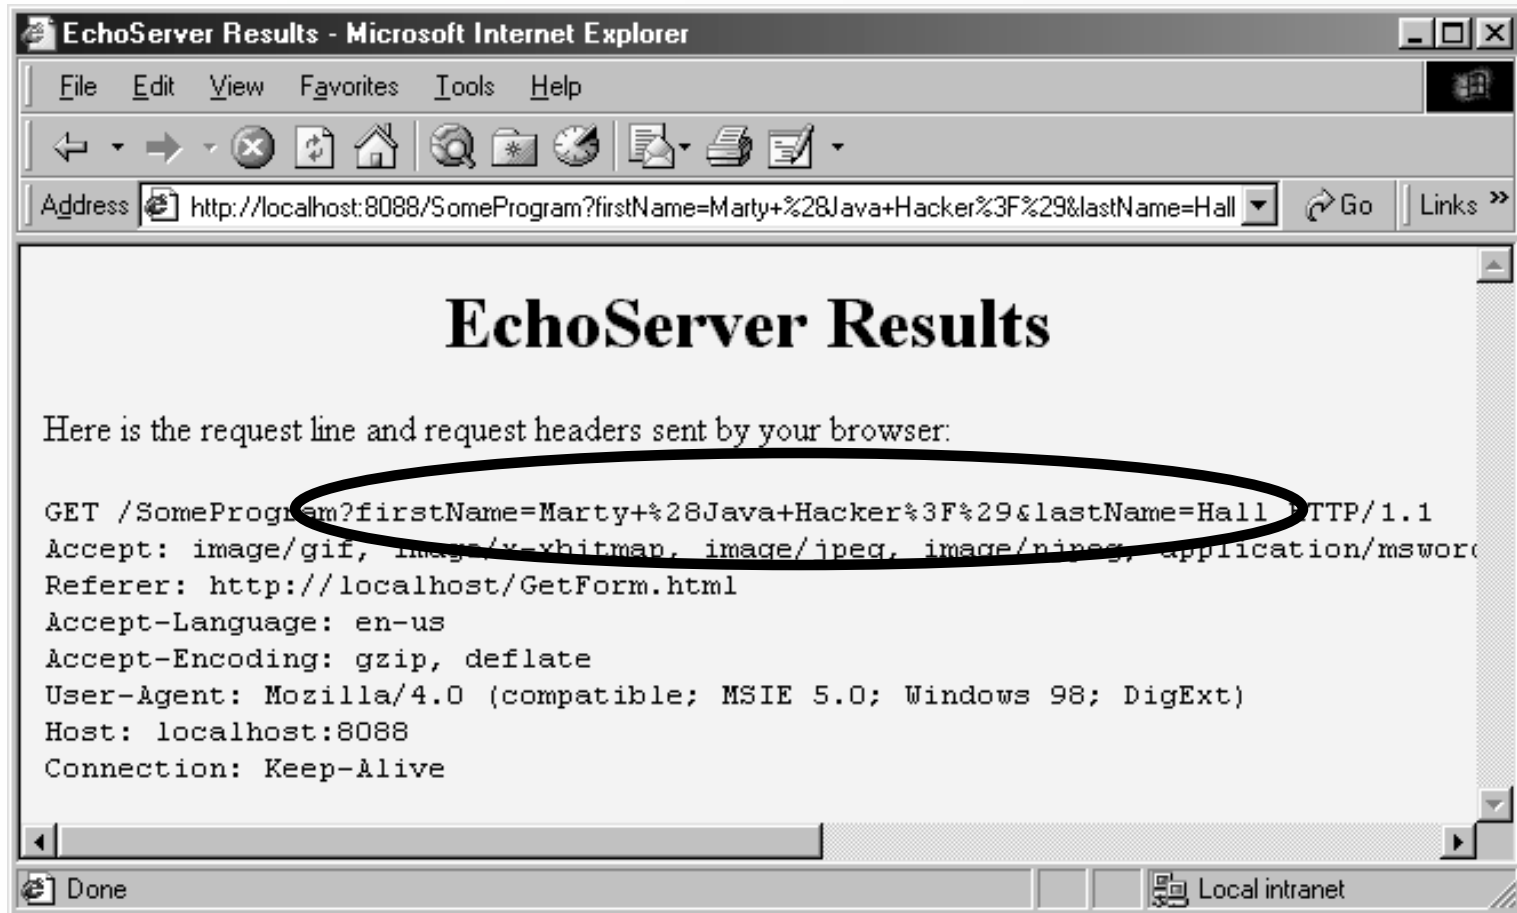 EchoServer Results - Microsoft Internet Explorer
File Edit View Favorites Tools Help
Address http://localhost:8088/SomeProgram?firstName=Marty+%28Java+Hacker%3F%29&lastName=Hall Go Links »
EchoServer Results
Here is the request line and request headers sent by your browser:
GET /SomeProgram?firstName=Marty+%28Java+Hacker%3F%29&lastName=Hall HTTP/1.1
Accept: image/gif, image/x-xbitmap, image/jpeg, image/pjpeg, application/msword
Referer: http://localhost/GetForm.html
Accept-Language: en-us
Accept-Encoding: gzip, deflate
User-Agent: Mozilla/4.0 (compatible; MSIE 5.0; Windows 98; DigExt)
Host: localhost:8088
Connection: Keep-Alive
Done Local intranet